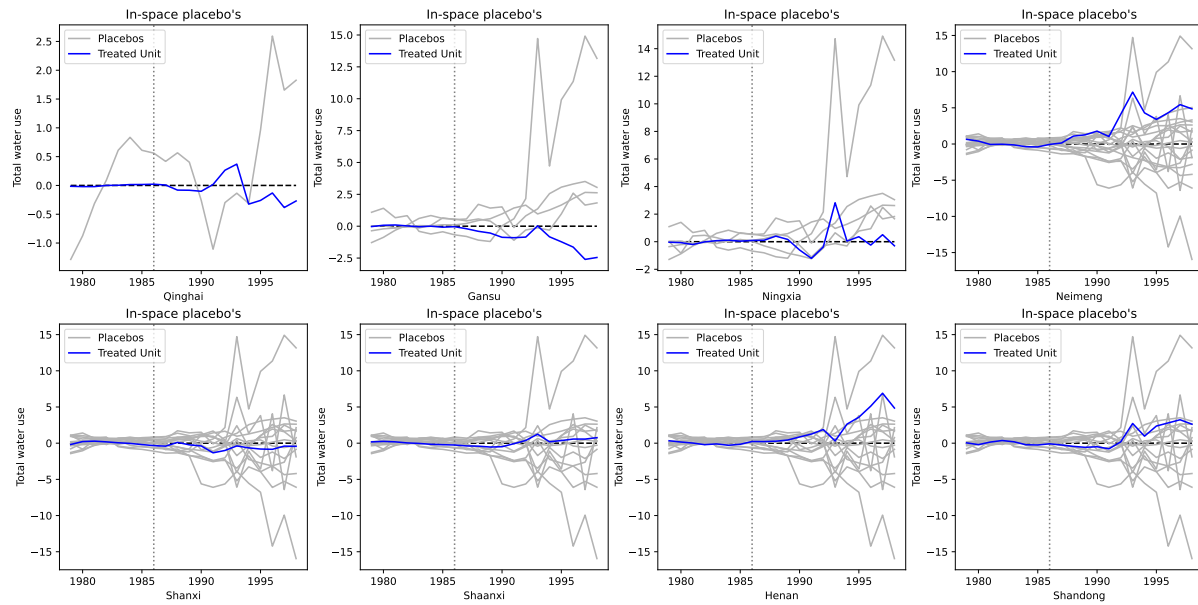 In-space placebo's
Total water use
2.5
2.0
1.5
1.0
0.5
0.0
−0.5
−1.0
Placebos
Treated Unit
1980 1985 1990 1995
Qinghai
In-space placebo's
Total water use
15.0
12.5
10.0
7.5
5.0
2.5
0.0
−2.5
Placebos
Treated Unit
1980 1985 1990 1995
Gansu
In-space placebo's
Total water use
14
12
10
8
6
4
2
0
−2
Placebos
Treated Unit
1980 1985 1990 1995
Ningxia
In-space placebo's
Total water use
15
10
5
0
−5
−10
−15
Placebos
Treated Unit
1980 1985 1990 1995
Neimeng
In-space placebo's
Total water use
15
10
5
0
−5
−10
−15
Placebos
Treated Unit
1980 1985 1990 1995
Shanxi
In-space placebo's
Total water use
15
10
5
0
−5
−10
−15
Placebos
Treated Unit
1980 1985 1990 1995
Shaanxi
In-space placebo's
Total water use
15
10
5
0
−5
−10
−15
Placebos
Treated Unit
1980 1985 1990 1995
Henan
In-space placebo's
Total water use
15
10
5
0
−5
−10
−15
Placebos
Treated Unit
1980 1985 1990 1995
Shandong